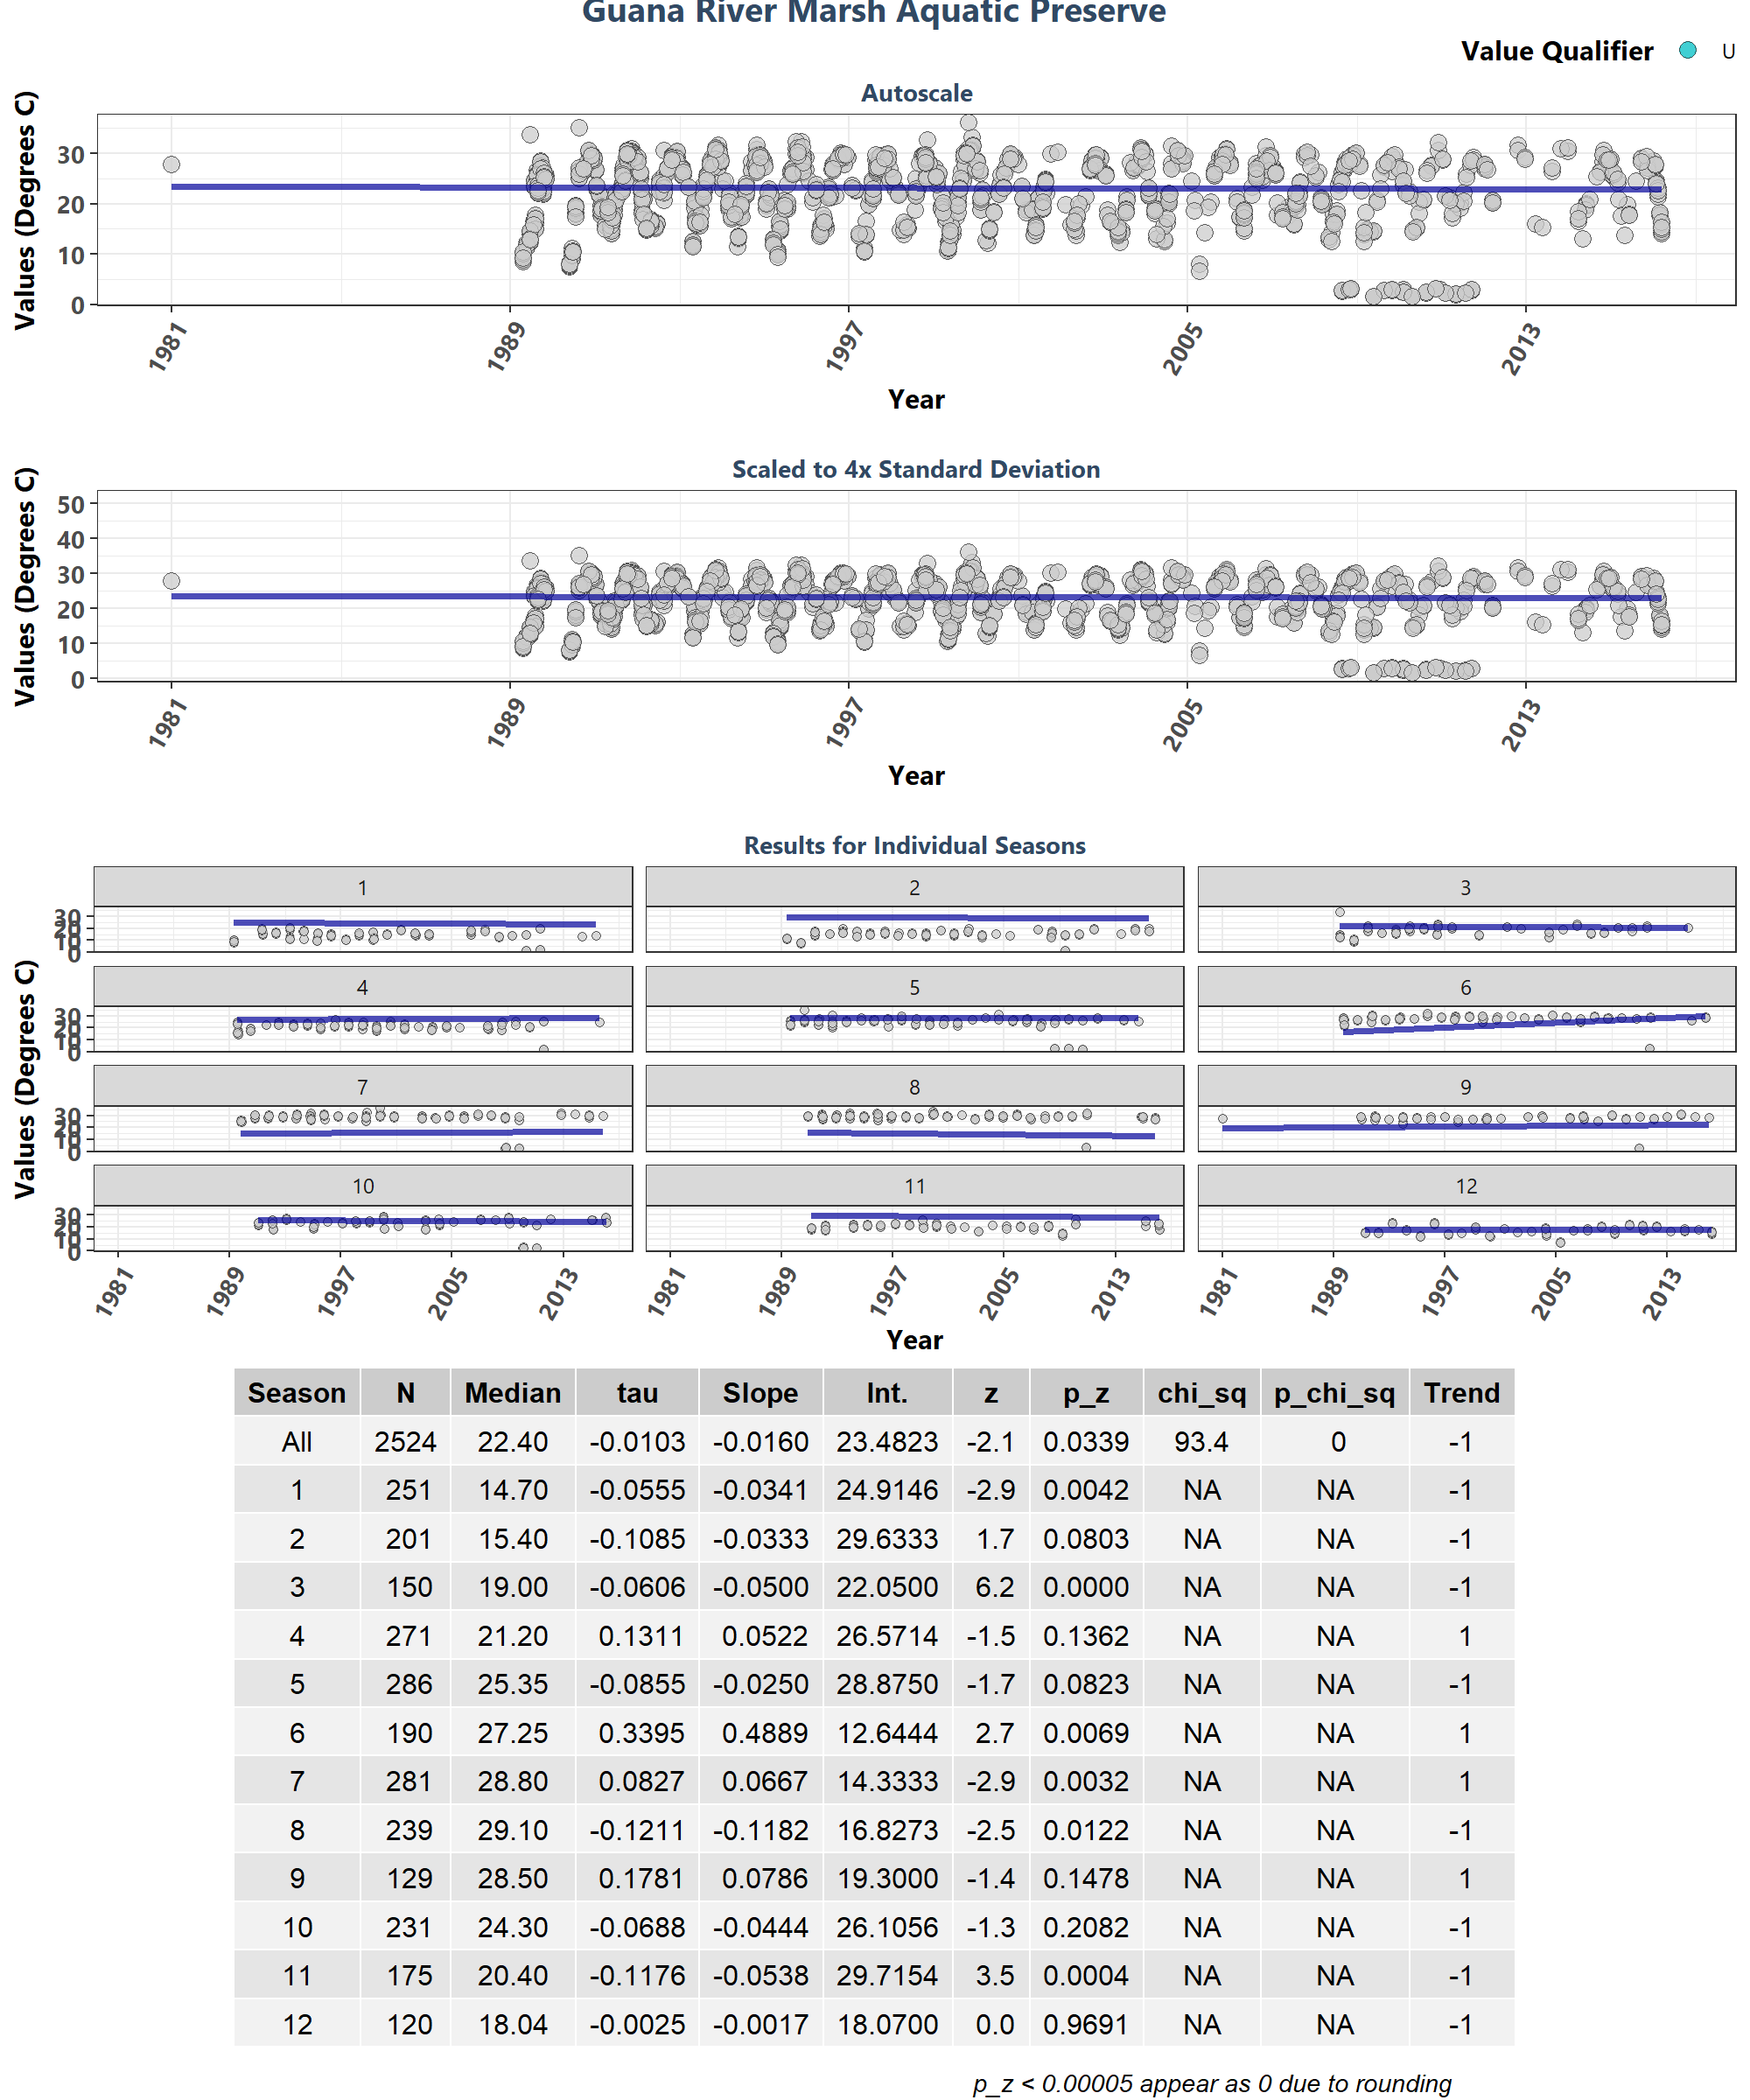 Guana River Marsh Aquatic Preserve
Value Qualifier U
Autoscale
Values (Degrees C)
30
20
10
0
1981 1989 1997 2005 2013
Year
Scaled to 4x Standard Deviation
Values (Degrees C)
50
40
30
20
10
0
1981 1989 1997 2005 2013
Year
Results for Individual Seasons
Values (Degrees C)
1 2 3
30
20
10
0
4 5 6
30
20
10
0
7 8 9
30
20
10
0
10 11 12
30
20
10
0
1981 1989 1997 2005 2013 1981 1989 1997 2005 2013 1981 1989 1997 2005 2013
Year
Season N Median tau Slope Int. z p_z chi_sq p_chi_sq Trend
All 2524 22.40 -0.0103 -0.0160 23.4823 -2.1 0.0339 93.4 0 -1
1 251 14.70 -0.0555 -0.0341 24.9146 -2.9 0.0042 NA NA -1
2 201 15.40 -0.1085 -0.0333 29.6333 1.7 0.0803 NA NA -1
3 150 19.00 -0.0606 -0.0500 22.0500 6.2 0.0000 NA NA -1
4 271 21.20 0.1311 0.0522 26.5714 -1.5 0.1362 NA NA 1
5 286 25.35 -0.0855 -0.0250 28.8750 -1.7 0.0823 NA NA -1
6 190 27.25 0.3395 0.4889 12.6444 2.7 0.0069 NA NA 1
7 281 28.80 0.0827 0.0667 14.3333 -2.9 0.0032 NA NA 1
8 239 29.10 -0.1211 -0.1182 16.8273 -2.5 0.0122 NA NA -1
9 129 28.50 0.1781 0.0786 19.3000 -1.4 0.1478 NA NA 1
10 231 24.30 -0.0688 -0.0444 26.1056 -1.3 0.2082 NA NA -1
11 175 20.40 -0.1176 -0.0538 29.7154 3.5 0.0004 NA NA -1
12 120 18.04 -0.0025 -0.0017 18.0700 0.0 0.9691 NA NA -1
p_z < 0.00005 appear as 0 due to rounding